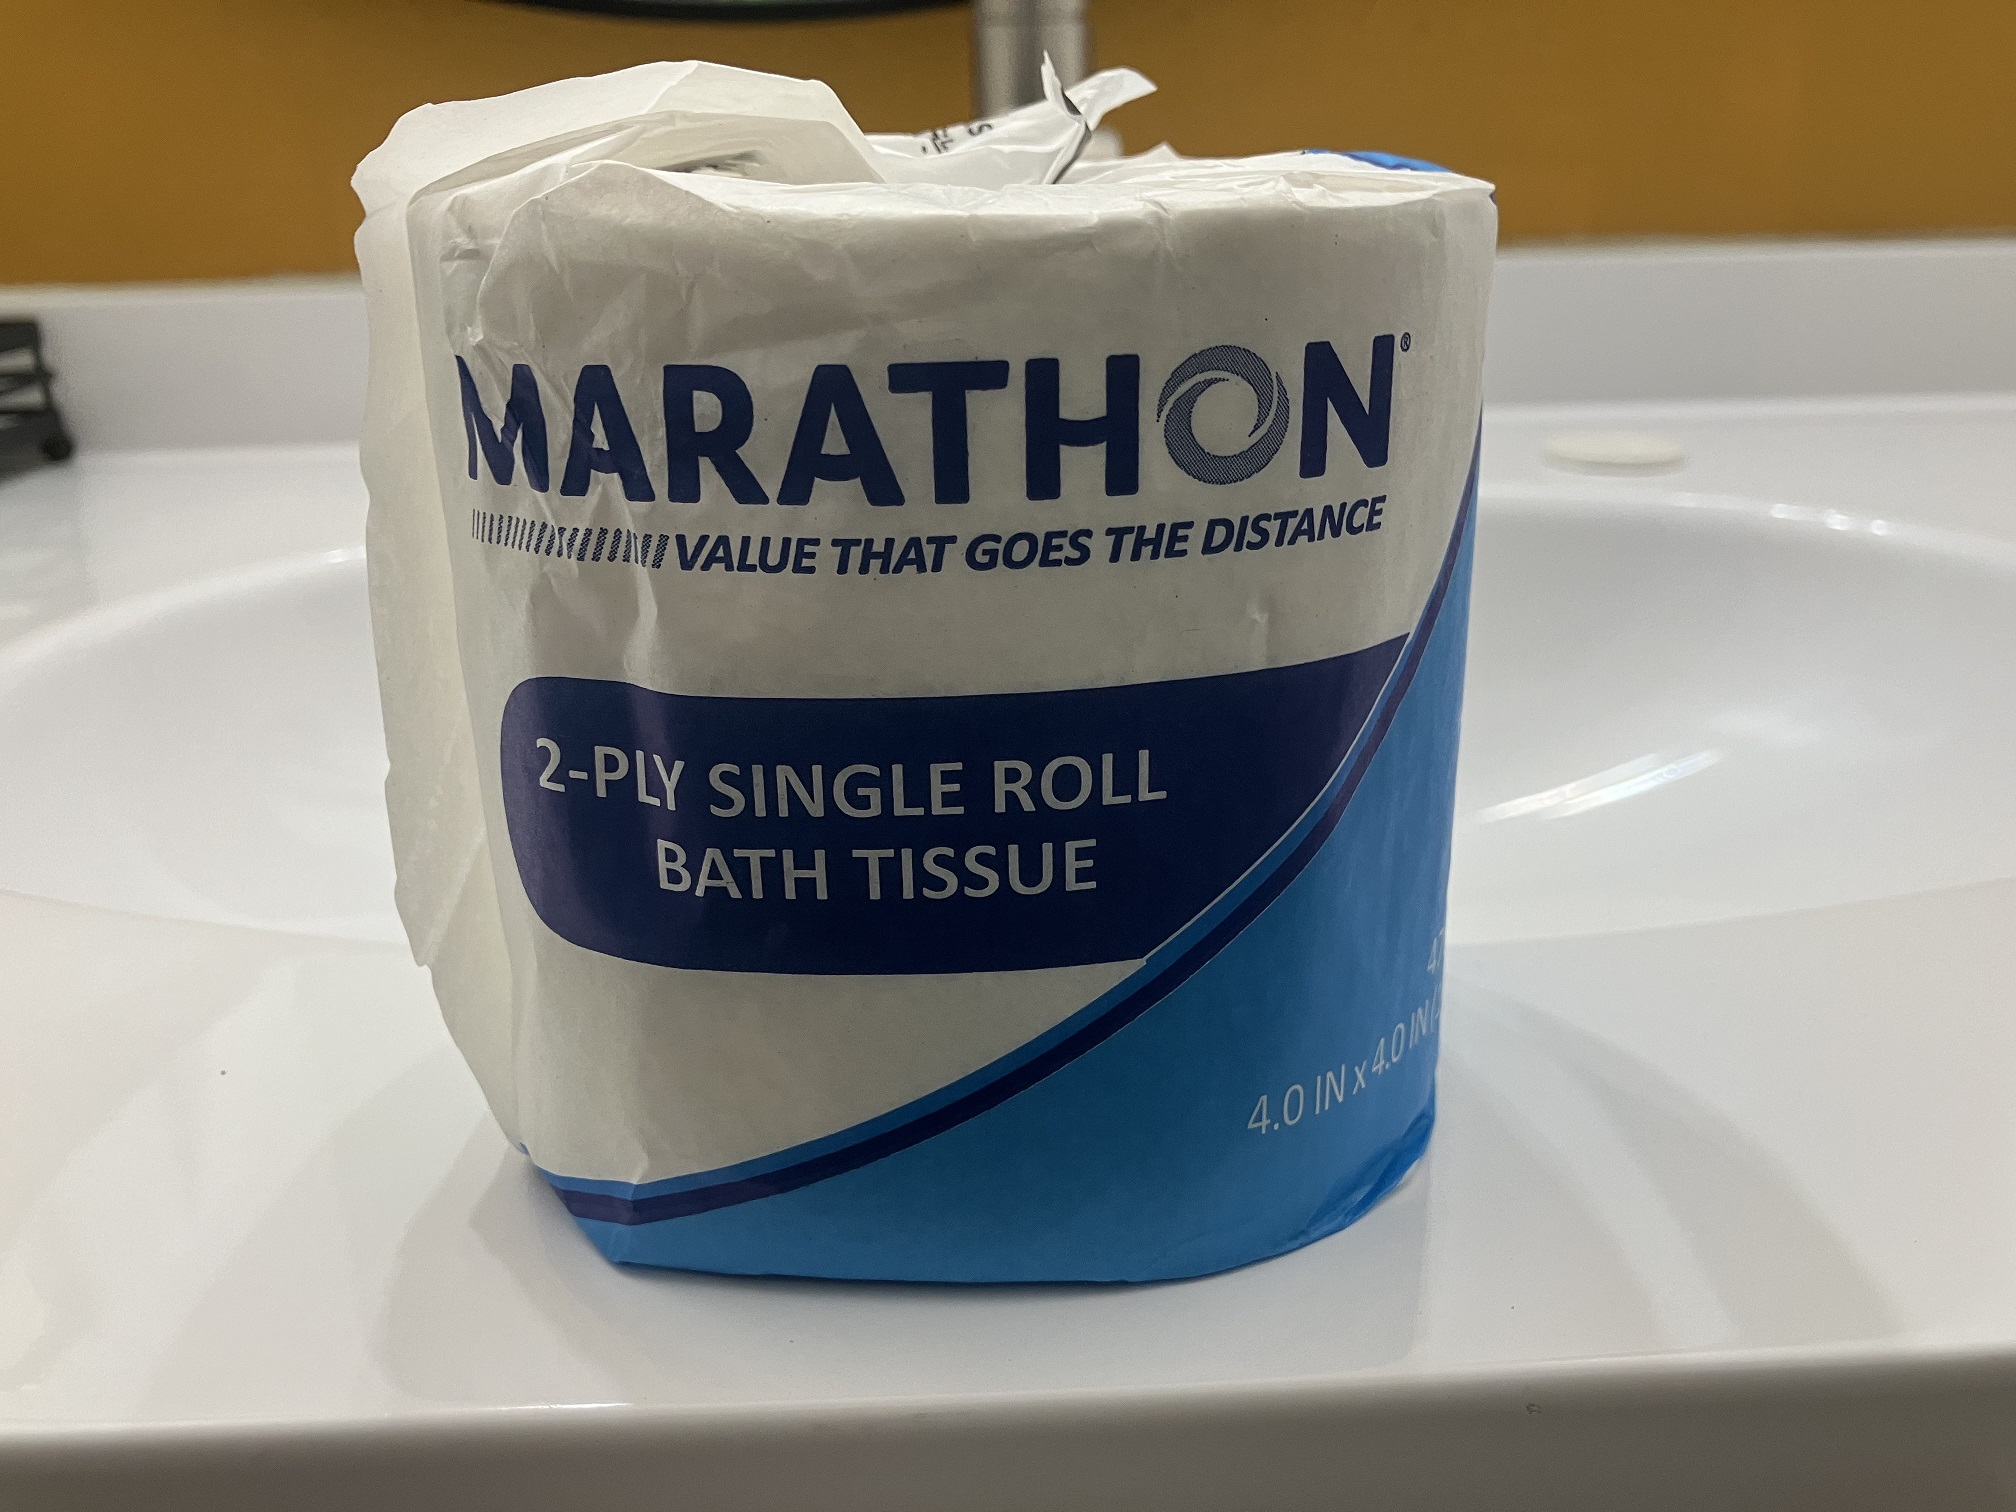 MARATHON®
VALUE THAT GOES THE DISTANCE
2-PLY SINGLE ROLL
BATH TISSUE
4.0 IN x 4.0 IN